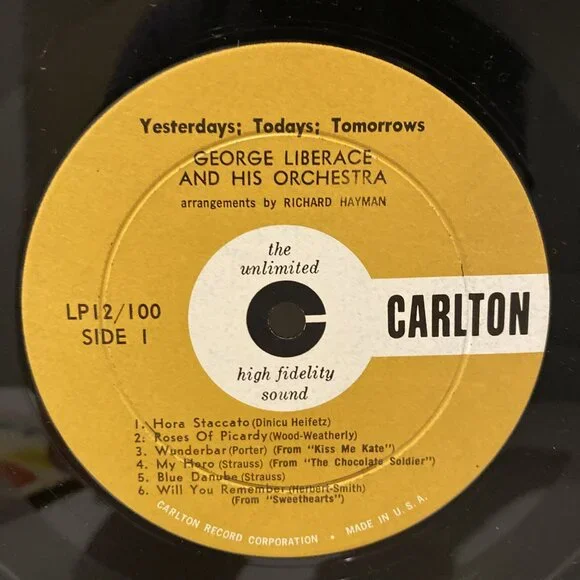 Yesterdays; Todays; Tomorrows
GEORGE LIBERACE
AND HIS ORCHESTRA
arrangements by RICHARD HAYMAN
the
unlimited
LP12/100
SIDE 1
CARLTON
high fidelity
sound
1. Hora Staccato (Dinicu Heifetz)
2. Roses Of Picardy (Wood-Weatherly)
3. Wunderbar (Porter) (From "Kiss Me Kate")
4. My Hero (Strauss) (From "The Chocolate Soldier")
5. Blue Danube (Strauss)
6. Will You Remember (Herbert-Smith)
(From "Sweethearts")
CARLTON RECORD CORPORATION • MADE IN U.S.A.